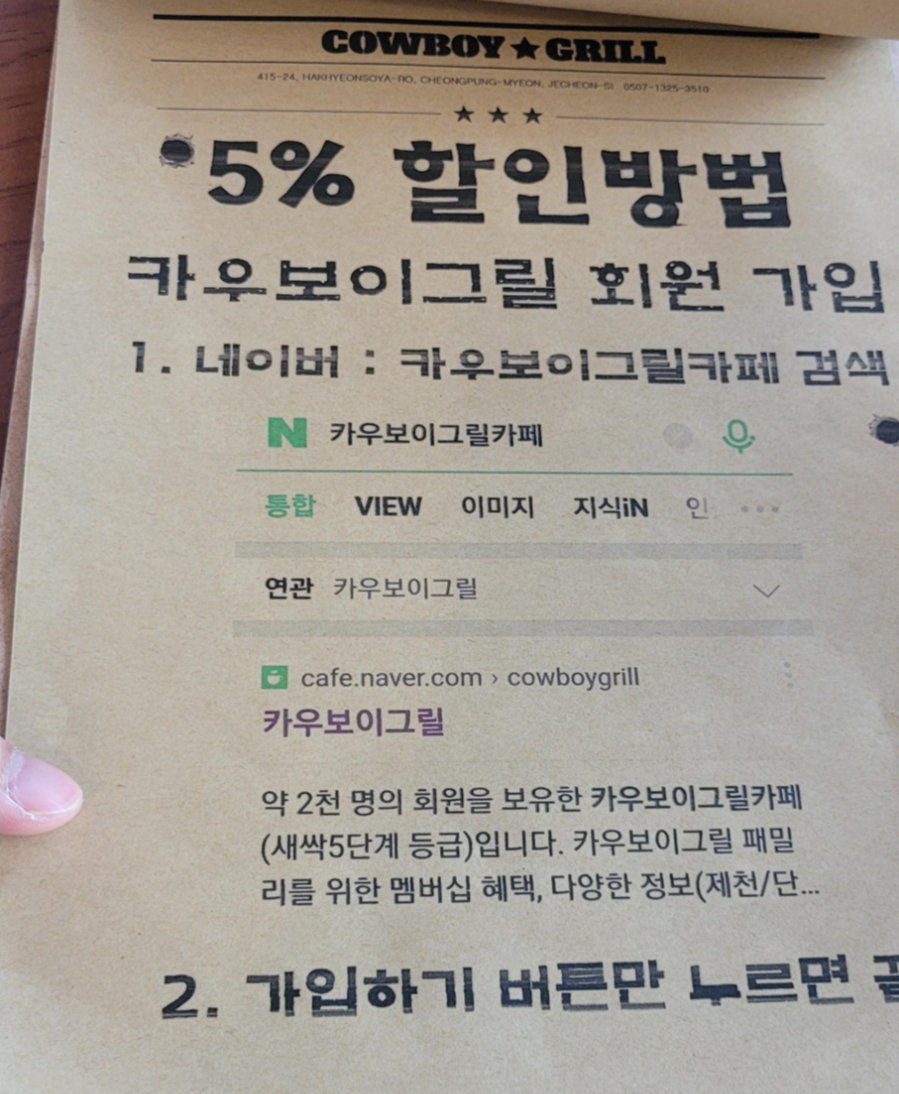 COWBOY★GRILL
415-24, HAKHYEONSOYA-RO, CHEONGPUNG-MYEON, JECHEON-SI 0507-1325-3510
★ ★ ★
5% 할인방법
카우보이그릴 회원 가입
1. 네이버 : 카우보이그릴카페 검색
N 카우보이그릴카페
통합 VIEW 이미지 지식iN 인 ...
연관 카우보이그릴
cafe.naver.com › cowboygrill
카우보이그릴
약 2천 명의 회원을 보유한 카우보이그릴카페
(새싹5단계 등급)입니다. 카우보이그릴 패밀
리를 위한 멤버십 혜택, 다양한 정보(제천/단...
2. 가입하기 버튼만 누르면 끝